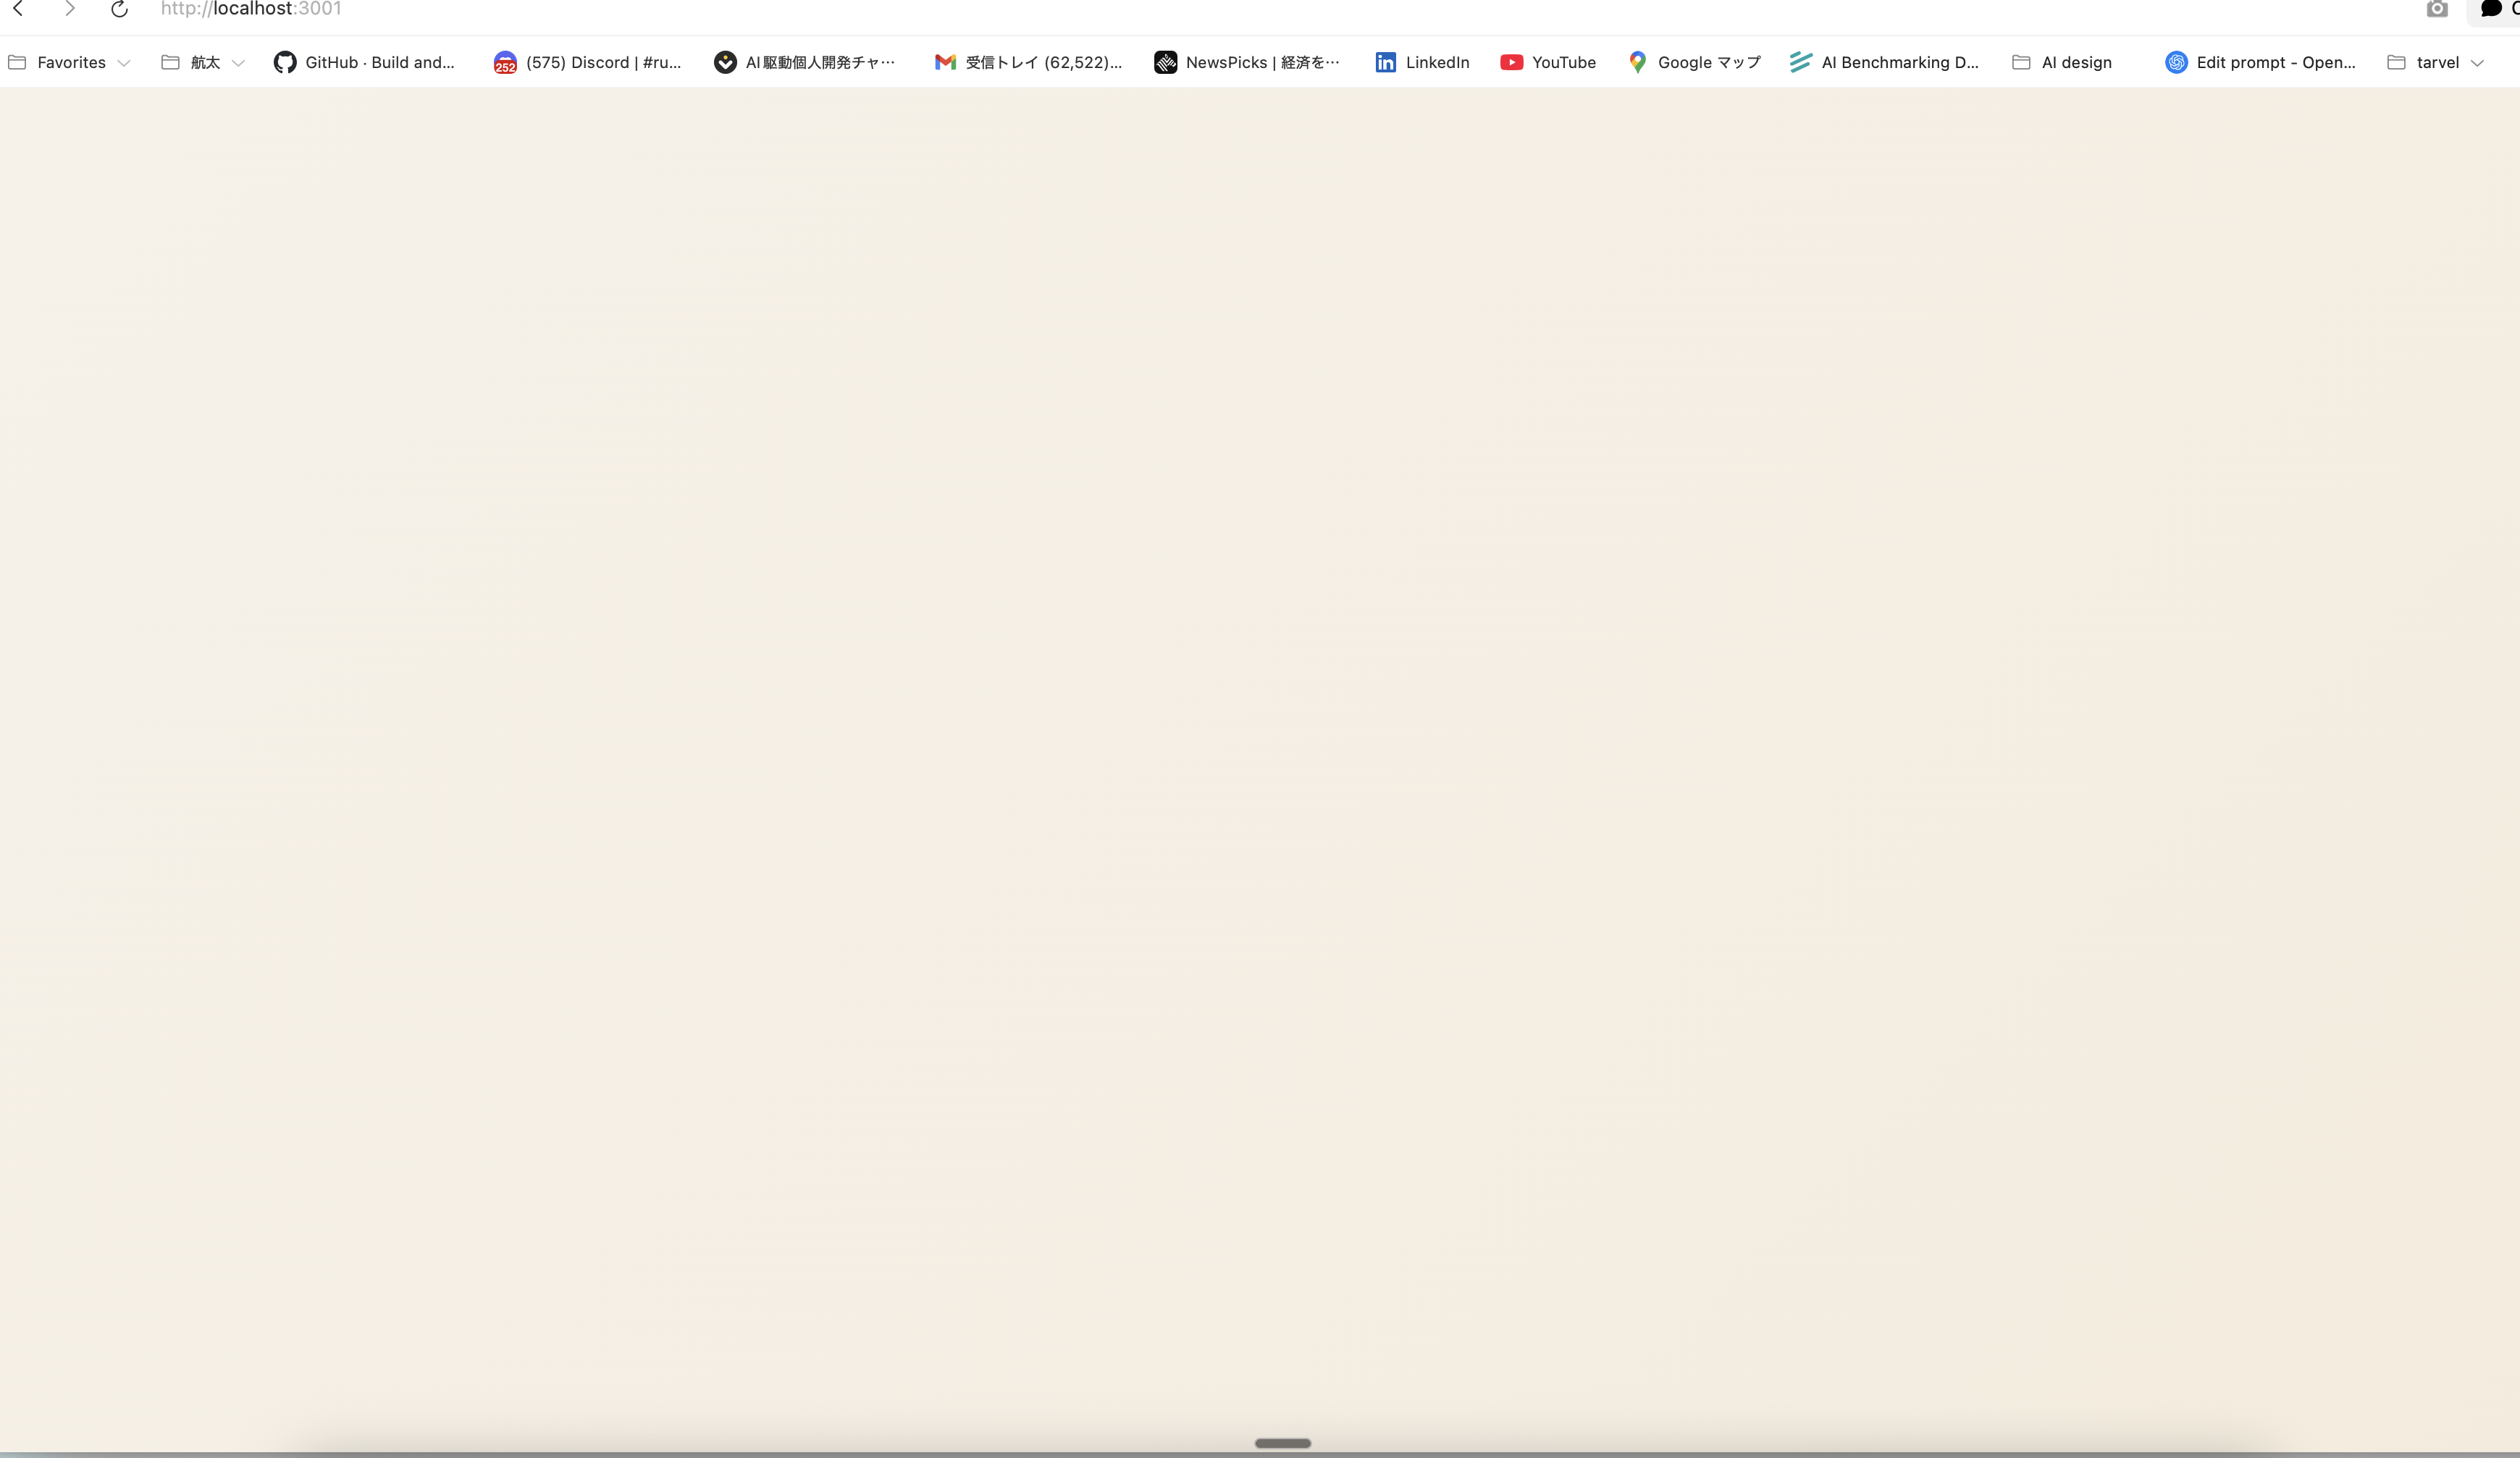 http://localhost:3001
Favorites 航太 GitHub · Build and... (575) Discord | #ru... AI駆動個人開発チャ… 受信トレイ (62,522)... NewsPicks | 経済を… LinkedIn YouTube Google マップ AI Benchmarking D... AI design Edit prompt - Open... tarvel
252